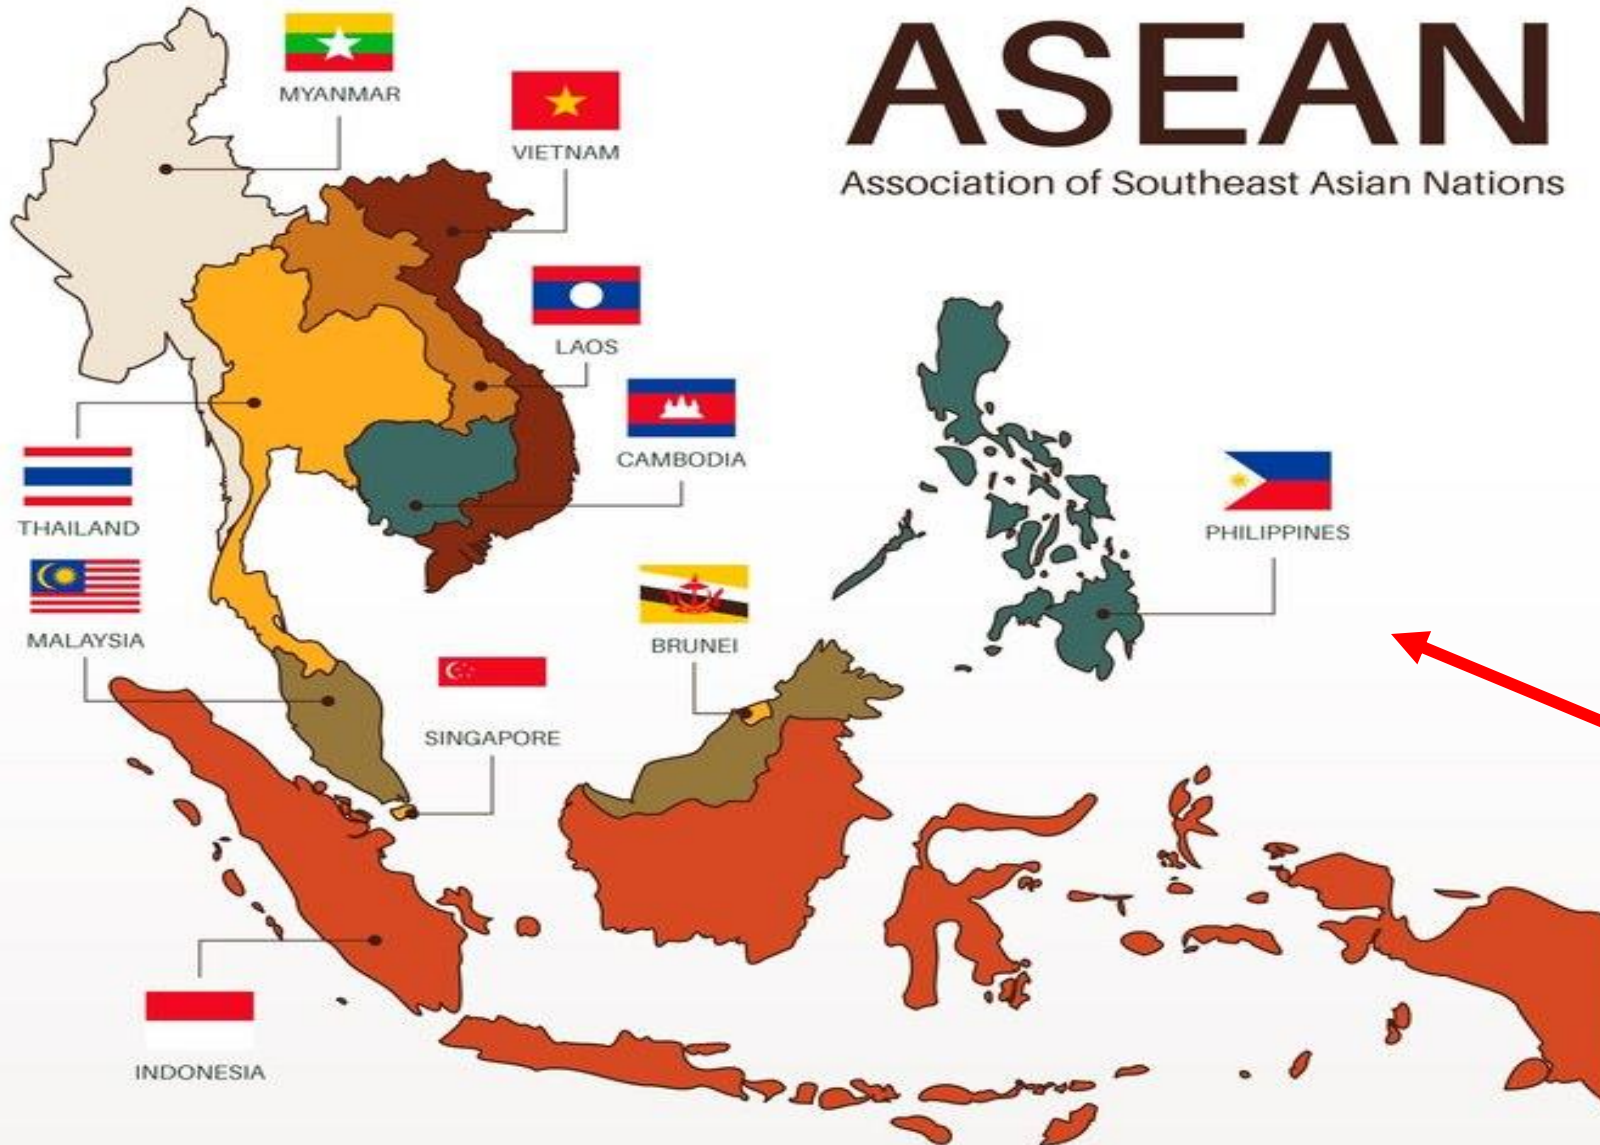 ASEAN
Association of Southeast Asian Nations
MYANMAR
VIETNAM
LAOS
CAMBODIA
THAILAND
PHILIPPINES
MALAYSIA
BRUNEI
SINGAPORE
INDONESIA